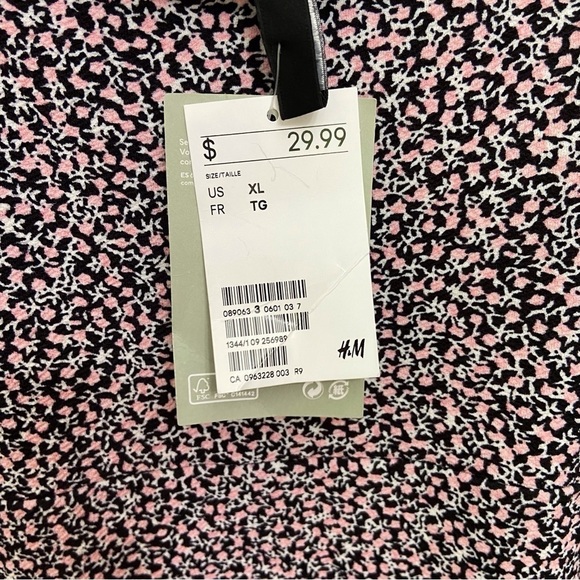 $ 29.99
SIZE/TAILLE
US XL
FR TG
089063 3 0601 03 7
1344/1 09 256989
H&M
CA 0963228 003 R9
FSC